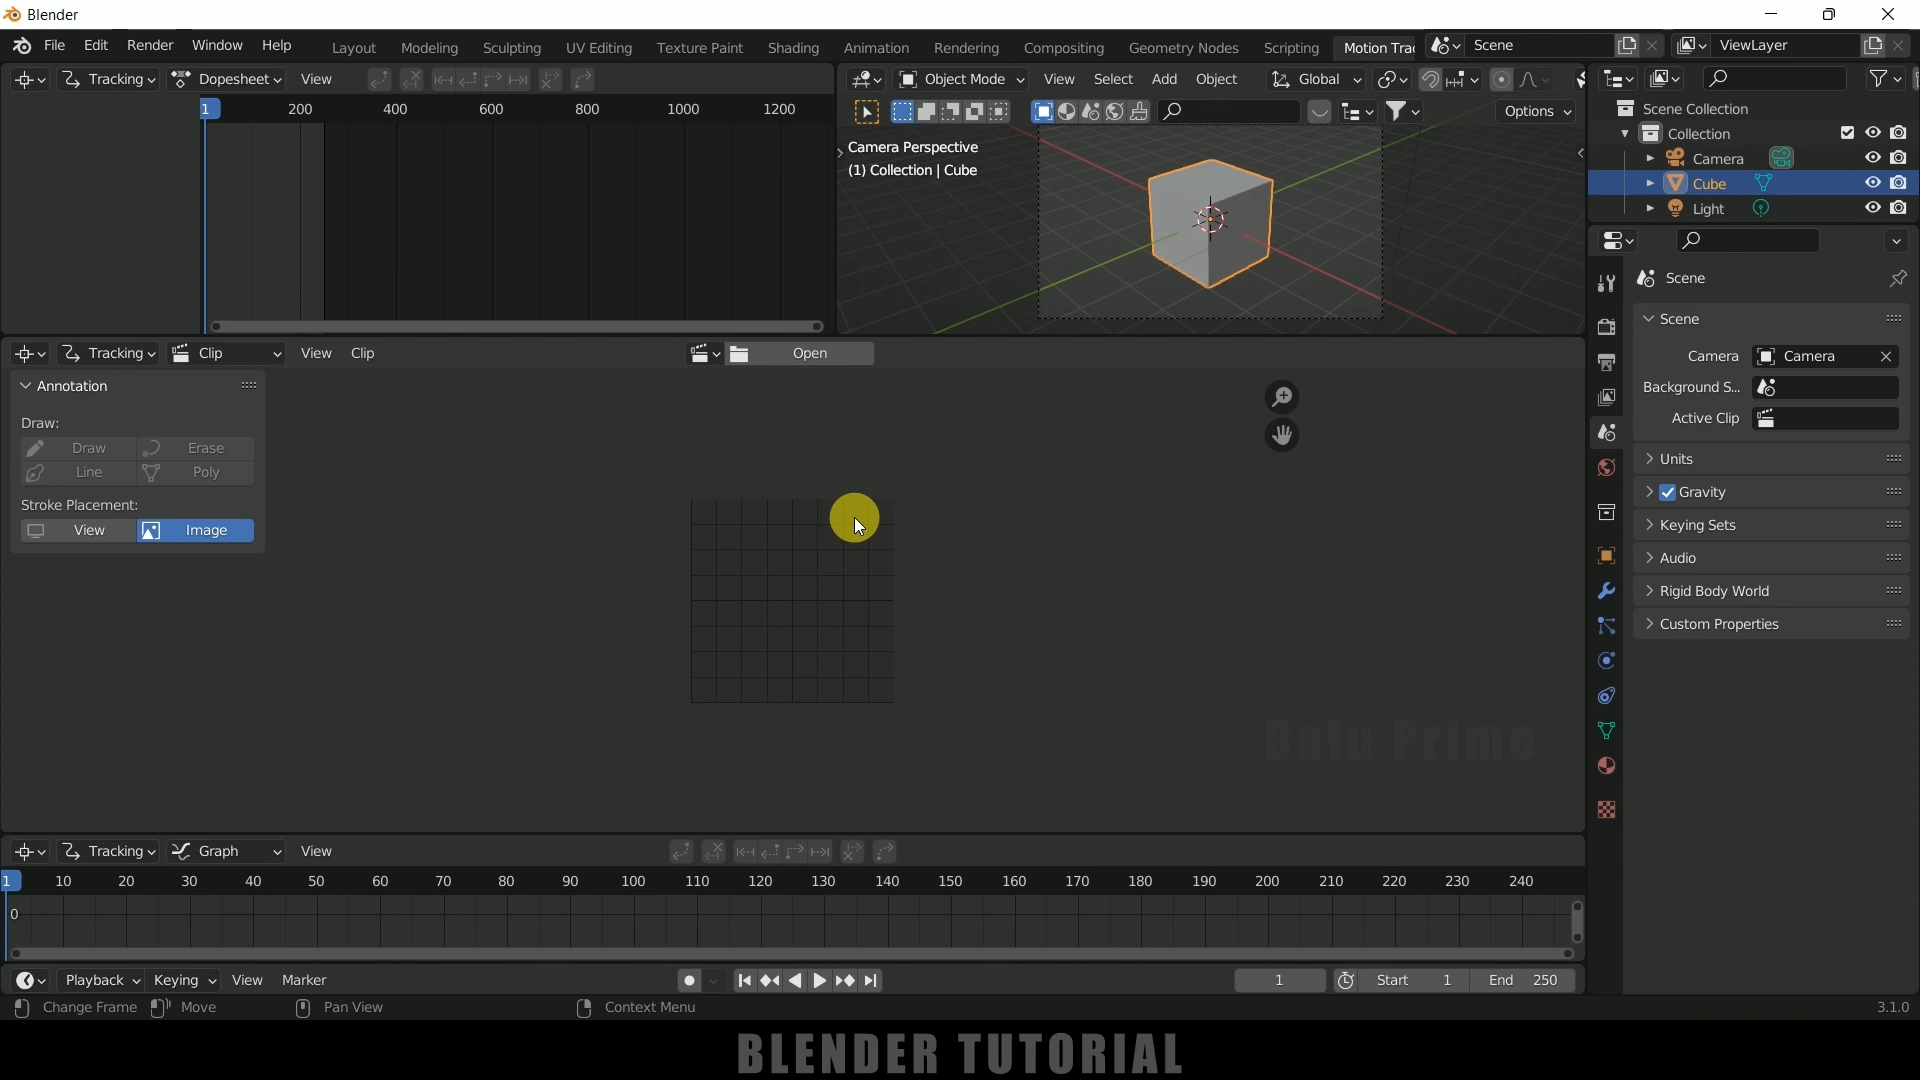 Blender
File Edit Render Window Help Layout Modeling Sculpting UV Editing Texture Paint Shading Animation Rendering Compositing Geometry Nodes Scripting Motion Trac Scene ViewLayer
Tracking Dopesheet View
1 200 400 600 800 1000 1200
Object Mode View Select Add Object Global
Options
Camera Perspective
(1) Collection | Cube
Scene Collection
Collection
Camera
Cube
Light
Scene
Scene
Camera Camera
Background S...
Active Clip
Units
Gravity
Keying Sets
Audio
Rigid Body World
Custom Properties
Tracking Clip View Clip Open
Annotation
Draw:
Draw Erase
Line Poly
Stroke Placement:
View Image
Balu Prime
Tracking Graph View
1 10 20 30 40 50 60 70 80 90 100 110 120 130 140 150 160 170 180 190 200 210 220 230 240
0
Playback Keying View Marker 1 Start 1 End 250
Change Frame Move Pan View Context Menu 3.1.0
BLENDER TUTORIAL